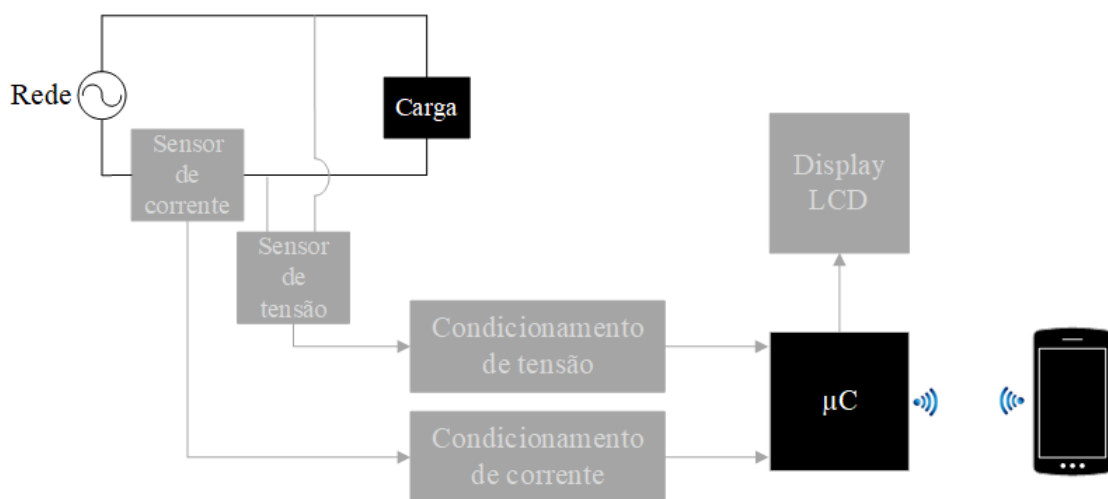 Rede
Carga
Sensor
de
corrente
Sensor
de
tensão
Condicionamento
de tensão
Condicionamento
de corrente
Display
LCD
µC